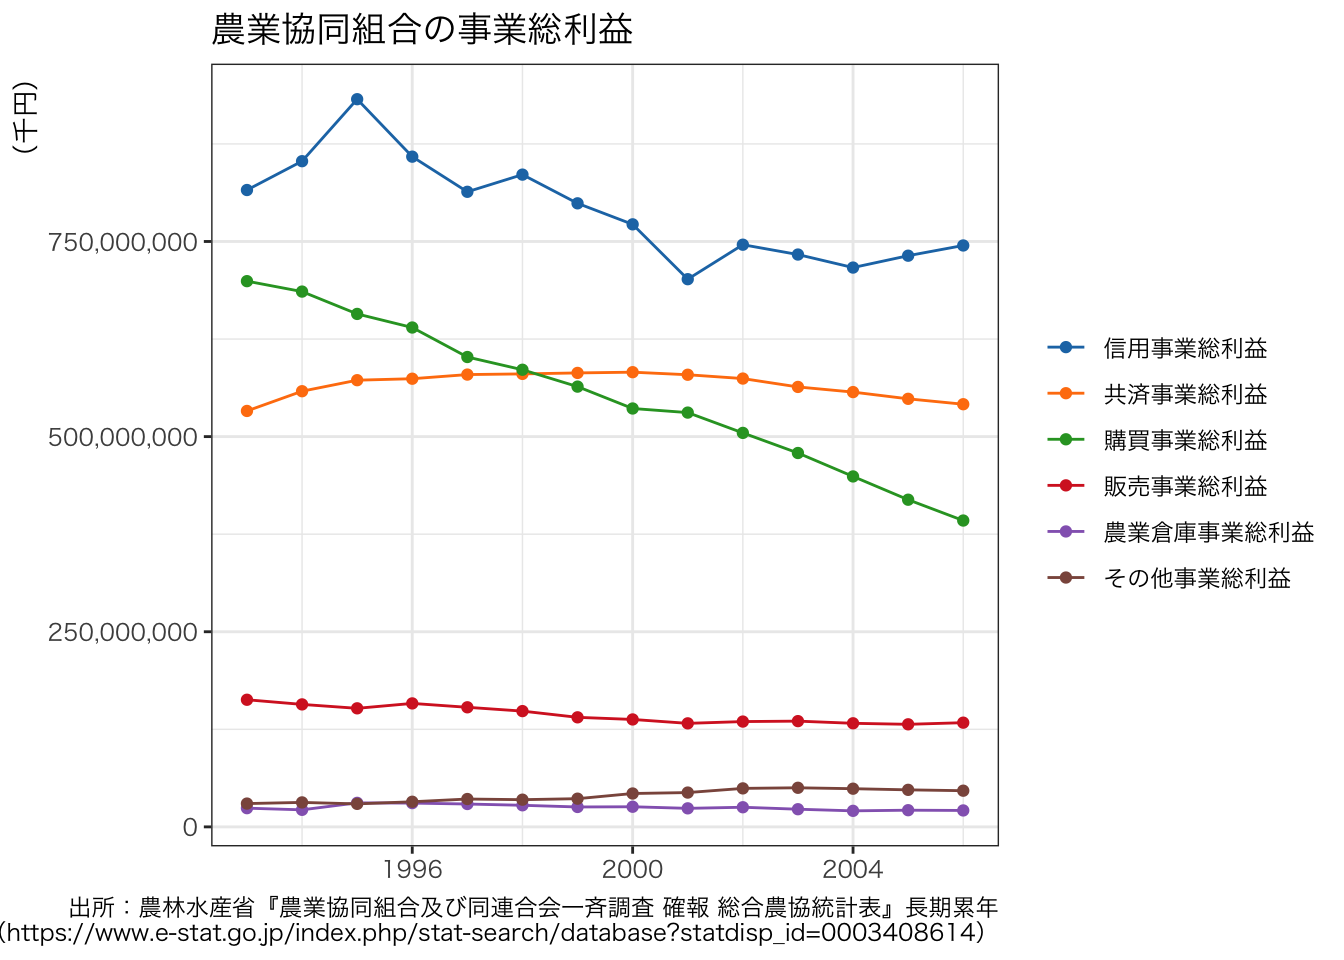 農業協同組合の事業総利益
(千円)
750,000,000
500,000,000
250,000,000
0
1996
2000
2004
信用事業総利益
共済事業総利益
購買事業総利益
販売事業総利益
農業倉庫事業総利益
その他事業総利益
出所：農林水産省『農業協同組合及び同連合会一斉調査 確報 総合農協統計表』長期累年
(https://www.e-stat.go.jp/index.php/stat-search/database?statdisp_id=0003408614)